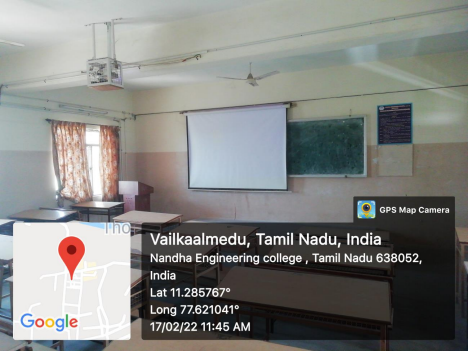 GPS Map Camera
Tho
Vailkaalmedu, Tamil Nadu, India
Nandha Engineering college , Tamil Nadu 638052,
India
Lat 11.285767°
Long 77.621041°
17/02/22 11:45 AM
Google